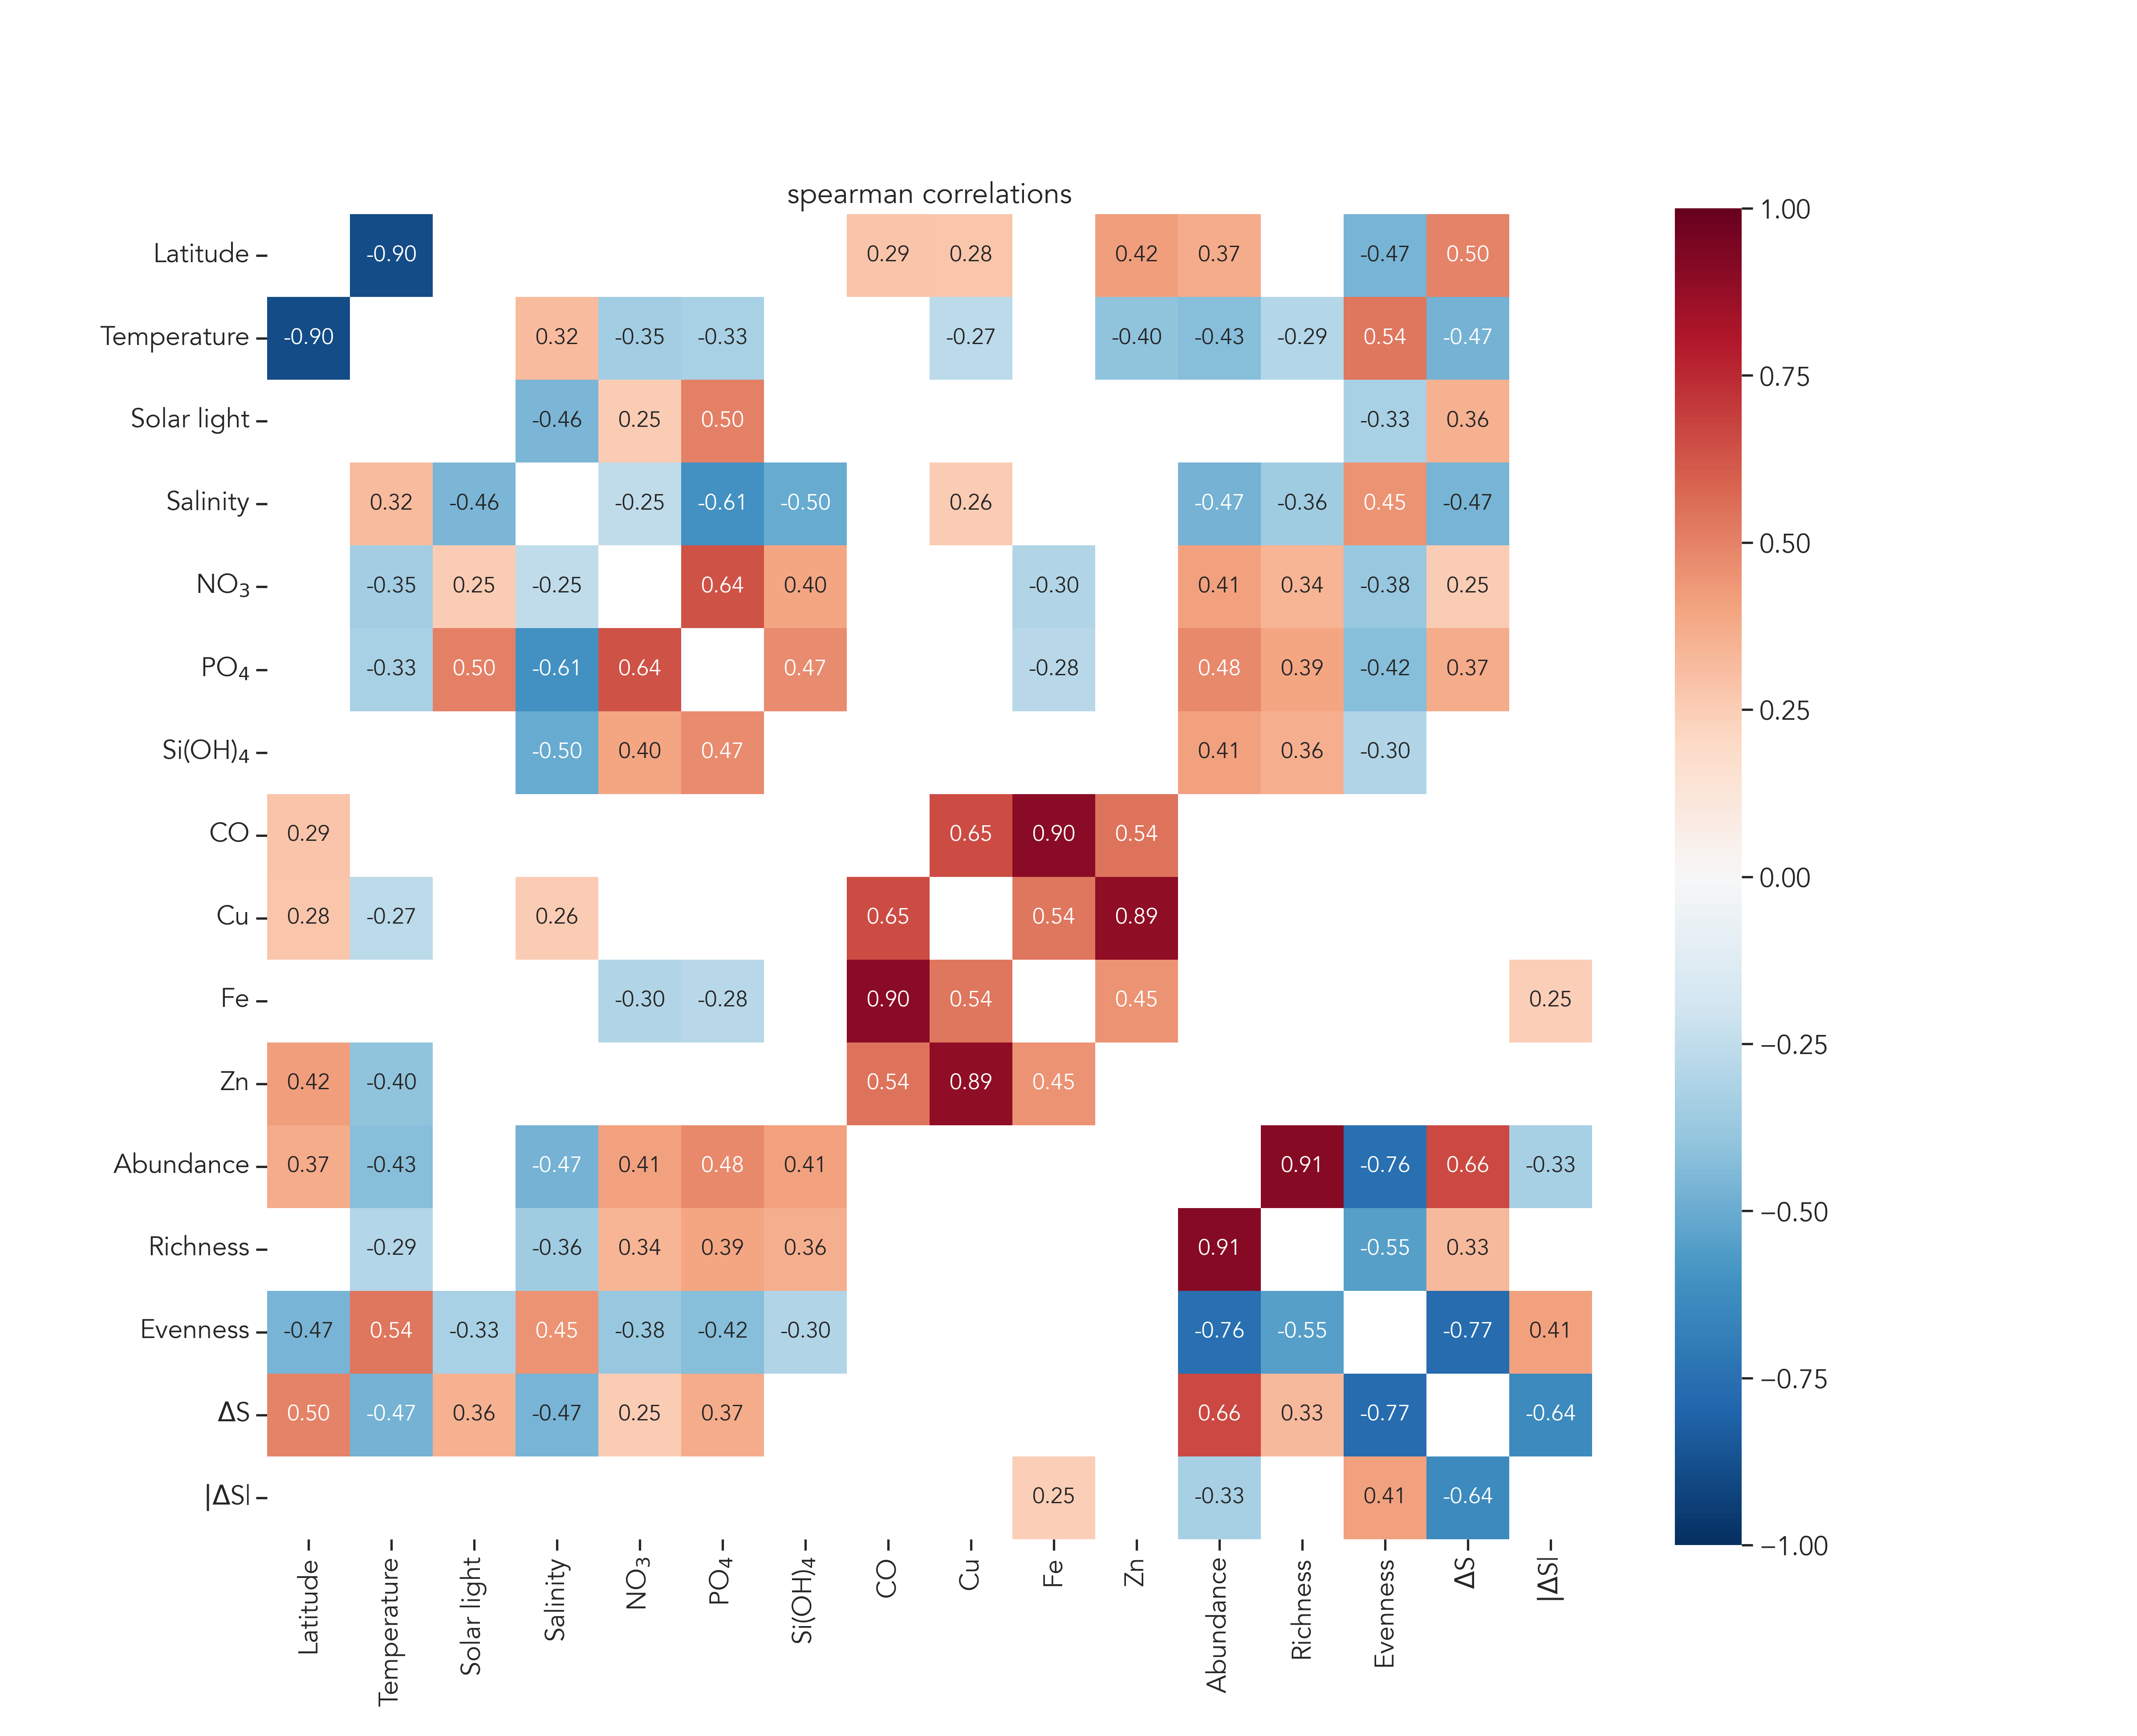 spearman correlations
Latitude -0.90 0.29 0.28 0.42 0.37 -0.47 0.50
Temperature -0.90 0.32 -0.35 -0.33 -0.27 -0.40 -0.43 -0.29 0.54 -0.47
Solar light -0.46 0.25 0.50 -0.33 0.36
Salinity 0.32 -0.46 -0.25 -0.61 -0.50 0.26 -0.47 -0.36 0.45 -0.47
NO₃ -0.35 0.25 -0.25 0.64 0.40 -0.30 0.41 0.34 -0.38 0.25
PO₄ -0.33 0.50 -0.61 0.64 0.47 -0.28 0.48 0.39 -0.42 0.37
Si(OH)₄ -0.50 0.40 0.47 0.41 0.36 -0.30
CO 0.29 0.65 0.90 0.54
Cu 0.28 -0.27 0.26 0.65 0.54 0.89
Fe -0.30 -0.28 0.90 0.54 0.45 0.25
Zn 0.42 -0.40 0.54 0.89 0.45
Abundance 0.37 -0.43 -0.47 0.41 0.48 0.41 0.91 -0.76 0.66 -0.33
Richness -0.29 -0.36 0.34 0.39 0.36 0.91 -0.55 0.33
Evenness -0.47 0.54 -0.33 0.45 -0.38 -0.42 -0.30 -0.76 -0.55 -0.77 0.41
ΔS 0.50 -0.47 0.36 -0.47 0.25 0.37 0.66 0.33 -0.77 -0.64
|ΔS| 0.25 -0.33 0.41 -0.64
Latitude Temperature Solar light Salinity NO₃ PO₄ Si(OH)₄ CO Cu Fe Zn Abundance Richness Evenness ΔS |ΔS|
1.00
0.75
0.50
0.25
0.00
−0.25
−0.50
−0.75
−1.00